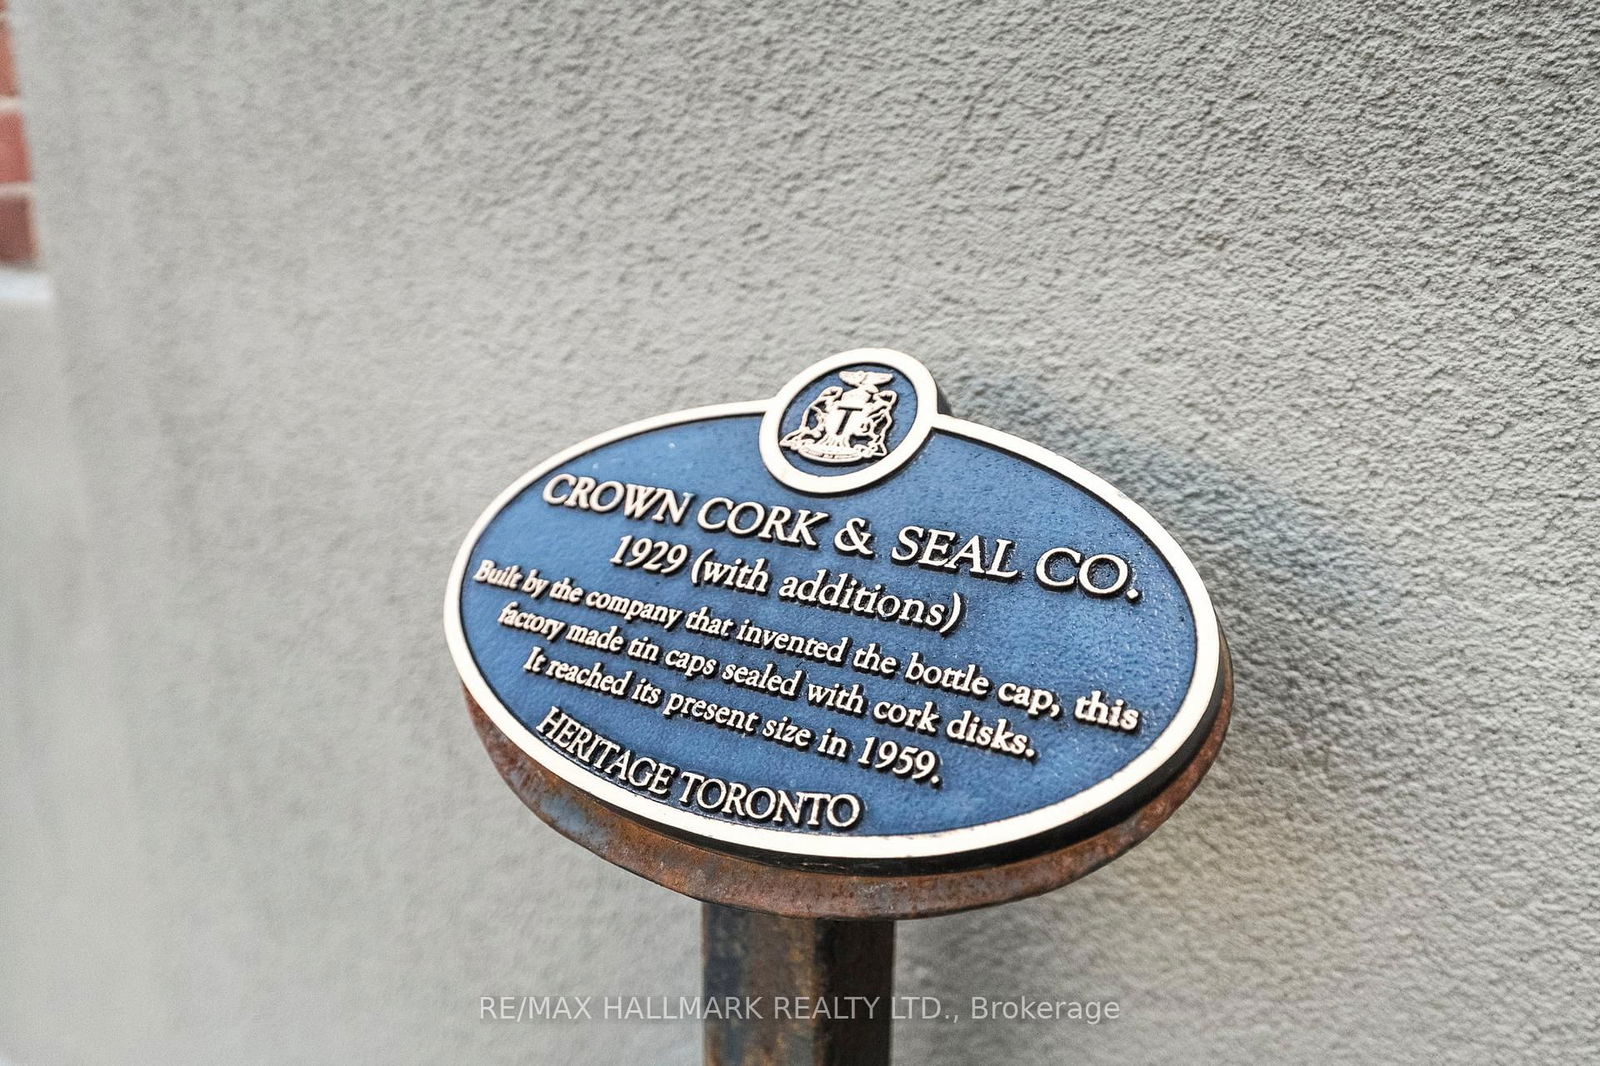 T
CROWN CORK & SEAL CO.
1929 (with additions)
Built by the company that invented the bottle cap, this
factory made tin caps sealed with cork disks.
It reached its present size in 1959.
HERITAGE TORONTO
RE/MAX HALLMARK REALTY LTD., Brokerage